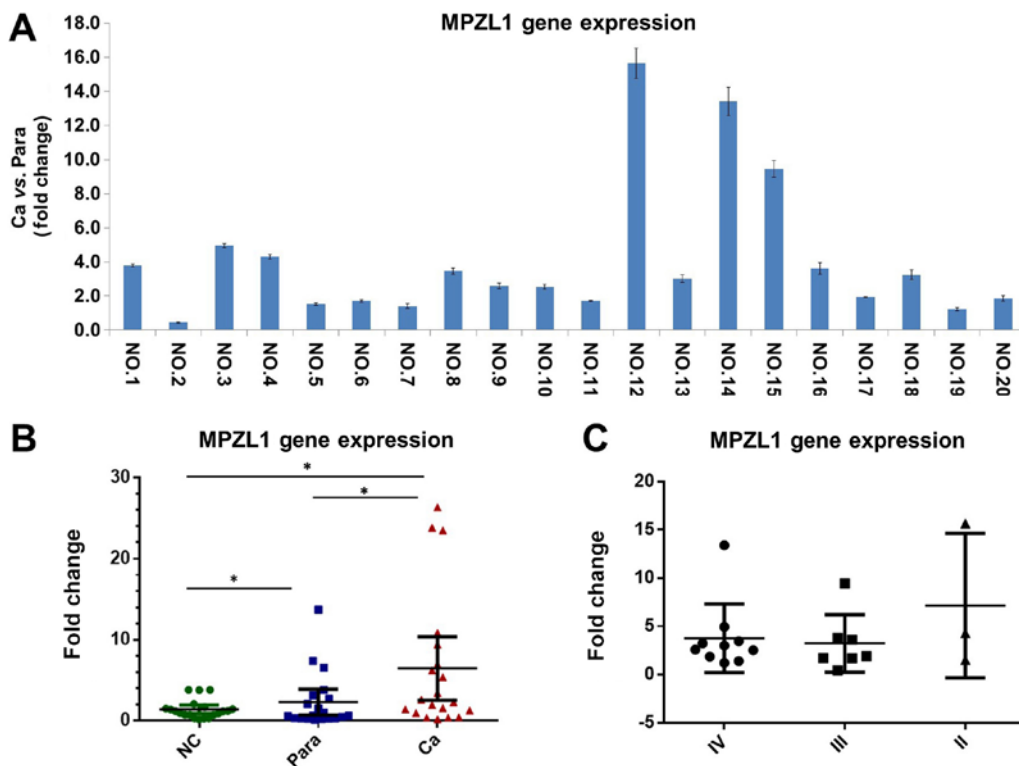 A
MPZL1 gene expression
Ca vs. Para
(fold change)
18.0
16.0
14.0
12.0
10.0
8.0
6.0
4.0
2.0
0.0
NO.1
NO.2
NO.3
NO.4
NO.5
NO.6
NO.7
NO.8
NO.9
NO.10
NO.11
NO.12
NO.13
NO.14
NO.15
NO.16
NO.17
NO.18
NO.19
NO.20
B
MPZL1 gene expression
Fold change
30
20
10
0
*
*
*
NC
Para
Ca
C
MPZL1 gene expression
Fold change
20
15
10
5
0
-5
IV
III
II